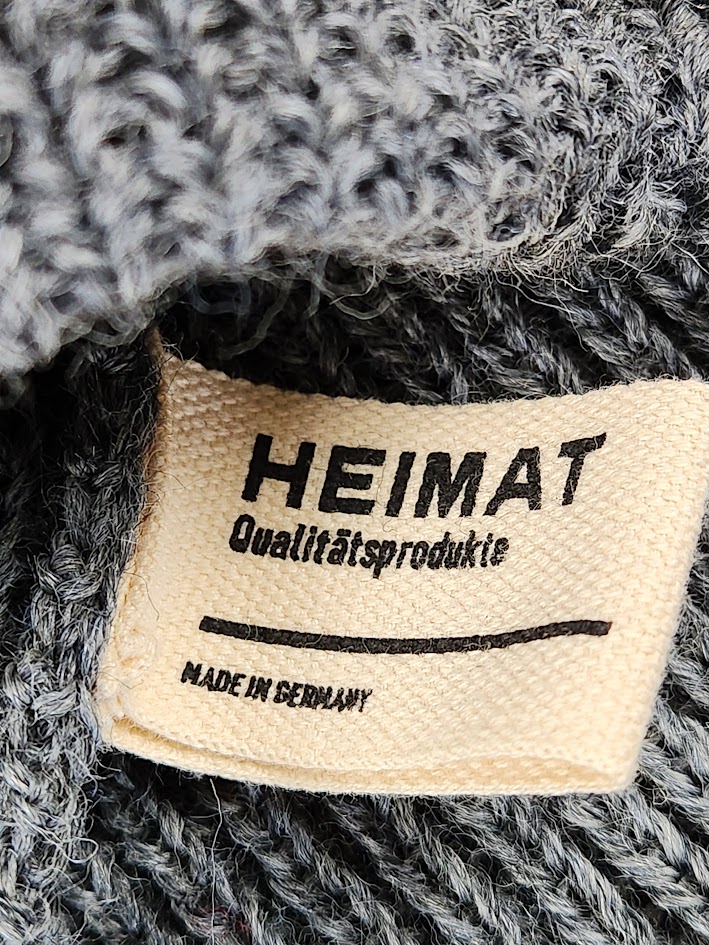 HEIMAT
Qualitätsprodukte
MADE IN GERMANY